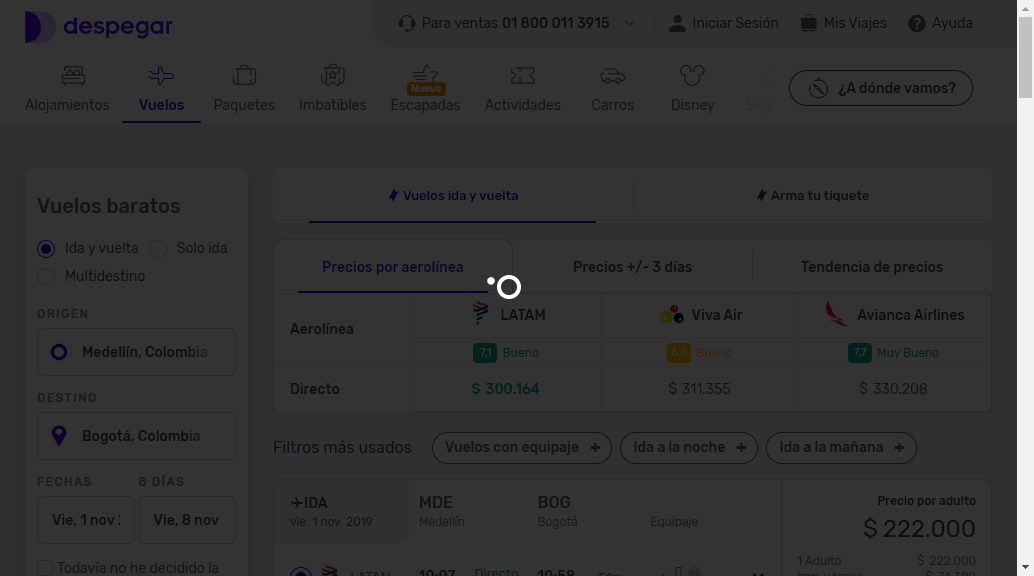 despegar
Para ventas 01 800 011 3915
Iniciar Sesión
Mis Viajes
Ayuda
Alojamientos
Vuelos
Paquetes
Imbatibles
Nuevo
Escapadas
Actividades
Carros
Disney
¿A dónde vamos?
Vuelos baratos
Ida y vuelta
Solo ida
Multidestino
ORIGEN
Medellín, Colombia
DESTINO
Bogotá, Colombia
FECHAS
8 DÍAS
Vie, 1 nov
Vie, 8 nov
Todavía no he decidido la
Vuelos ida y vuelta
Arma tu tiquete
Precios por aerolínea
Precios +/- 3 días
Tendencia de precios
Aerolínea
LATAM
Viva Air
Avianca Airlines
7.1 Bueno
6.5 Bueno
7.7 Muy Bueno
Directo
$ 300.164
$ 311.355
$ 330.208
Filtros más usados
Vuelos con equipaje +
Ida a la noche +
Ida a la mañana +
IDA
MDE
BOG
vie. 1 nov. 2019
Medellín
Bogotá
Equipaje
Precio por adulto
$ 222.000
1 Adulto
$ 222.000
LATAM
10:07
Directo
10:58
51m